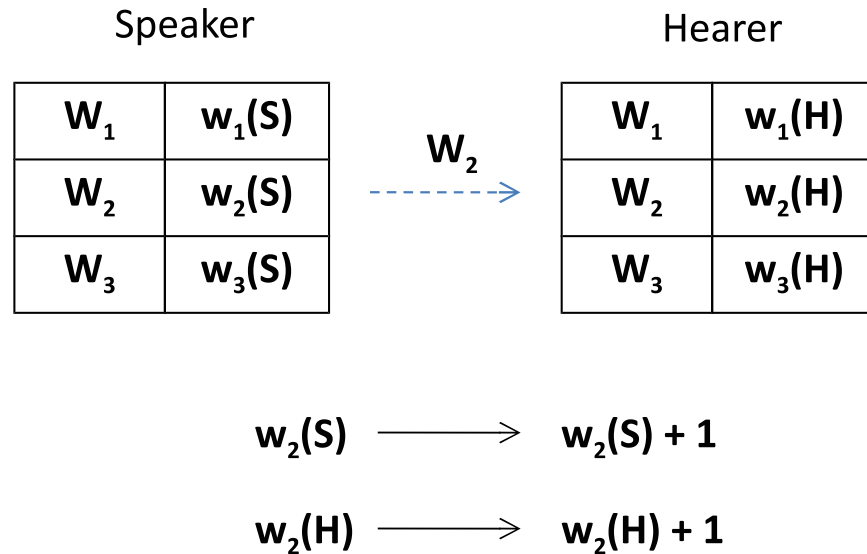 Speaker Hearer
W₁ w₁(S) W₁ w₁(H)
W₂
W₂ w₂(S) W₂ w₂(H)
W₃ w₃(S) W₃ w₃(H)
w₂(S) w₂(S) + 1
w₂(H) w₂(H) + 1